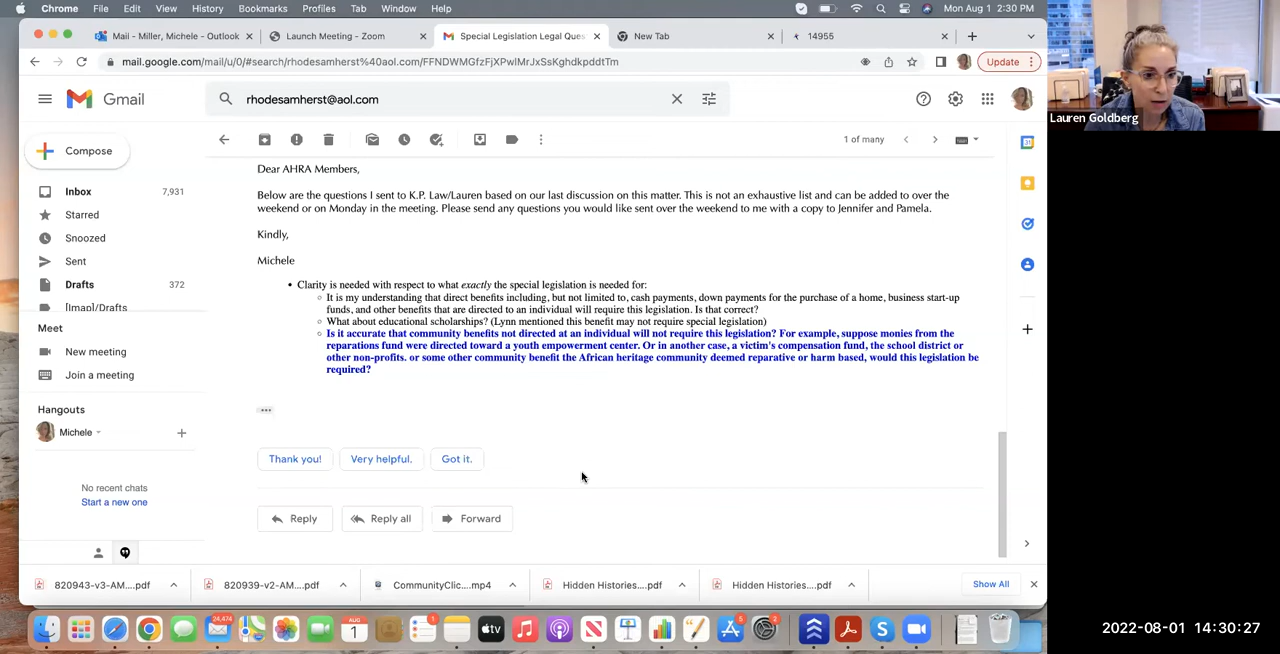 Chrome File Edit View History Bookmarks Profiles Tab Window Help Mon Aug 1 2:30 PM
Mail - Miller, Michele - Outlook Launch Meeting - Zoom Special Legislation Legal Ques New Tab 14955
mail.google.com/mail/u/0/#search/rhodesamherst%40aol.com/FFNDWMGfzFjXPwlMrJxSsKghdkpddtTm Update
Gmail rhodesamherst@aol.com
Lauren Goldberg
Compose
1 of many
Inbox 7,931
Starred
Snoozed
Sent
Drafts 372
[Imap]/Drafts
Meet
New meeting
Join a meeting
Hangouts
Michele
No recent chats
Start a new one
Dear AHRA Members,
Below are the questions I sent to K.P. Law/Lauren based on our last discussion on this matter. This is not an exhaustive list and can be added to over the
weekend or on Monday in the meeting. Please send any questions you would like sent over the weekend to me with a copy to Jennifer and Pamela.
Kindly,
Michele
• Clarity is needed with respect to what exactly the special legislation is needed for:
○ It is my understanding that direct benefits including, but not limited to, cash payments, down payments for the purchase of a home, business start-up
funds, and other benefits that are directed to an individual will require this legislation. Is that correct?
○ What about educational scholarships? (Lynn mentioned this benefit may not require special legislation)
○ Is it accurate that community benefits not directed at an individual will not require this legislation? For example, suppose monies from the
reparations fund were directed toward a youth empowerment center. Or in another case, a victim's compensation fund, the school district or
other non-profits. or some other community benefit the African heritage community deemed reparative or harm based, would this legislation be
required?
Thank you! Very helpful. Got it.
Reply Reply all Forward
820943-v3-AM....pdf 820939-v2-AM....pdf CommunityClic....mp4 Hidden Histories....pdf Hidden Histories....pdf Show All
24,474 AUG 1 tv 1 5 2
2022-08-01 14:30:27